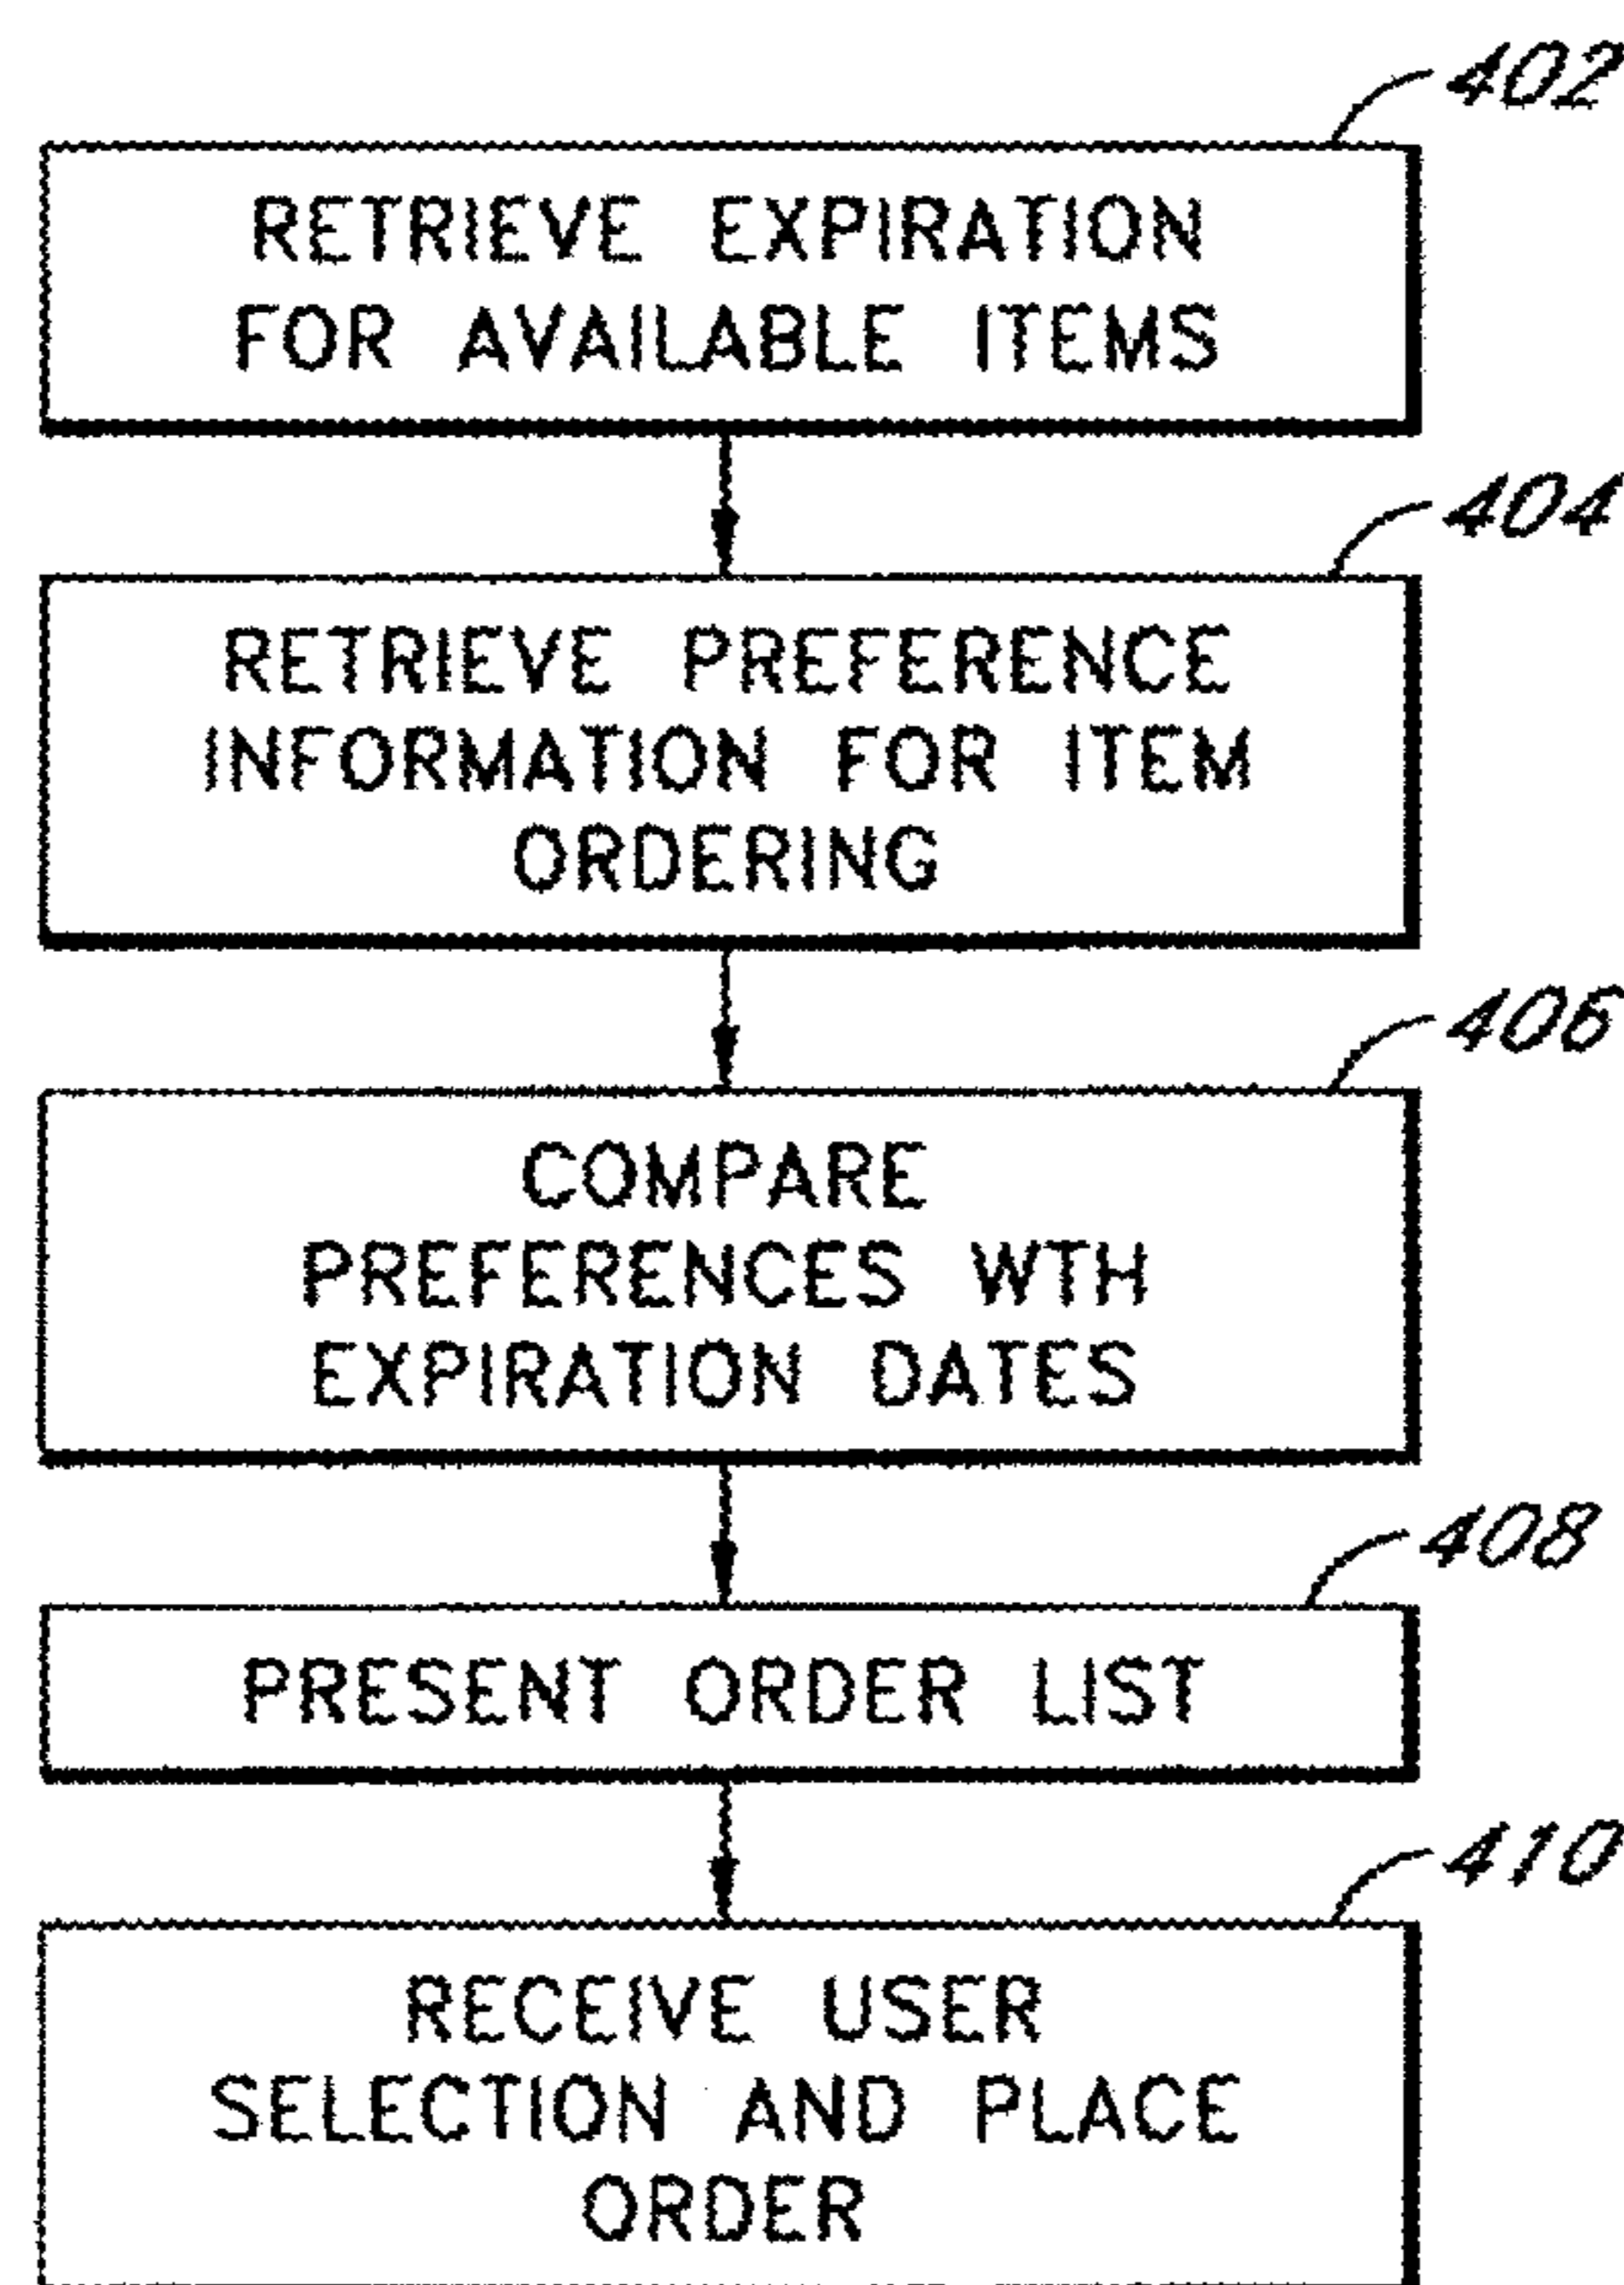 402
RETRIEVE EXPIRATION
FOR AVAILABLE ITEMS
404
RETRIEVE PREFERENCE
INFORMATION FOR ITEM
ORDERING
406
COMPARE
PREFERENCES WTH
EXPIRATION DATES
408
PRESENT ORDER LIST
410
RECEIVE USER
SELECTION AND PLACE
ORDER